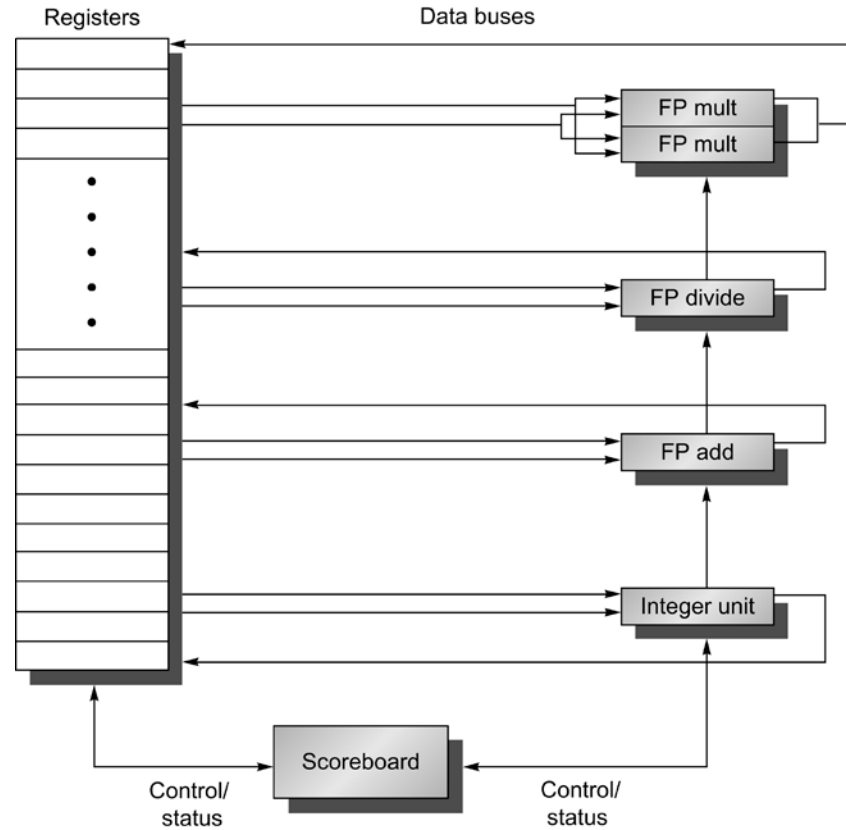 Registers
Data buses
FP mult
FP mult
FP divide
FP add
Integer unit
Scoreboard
Control/
status
Control/
status